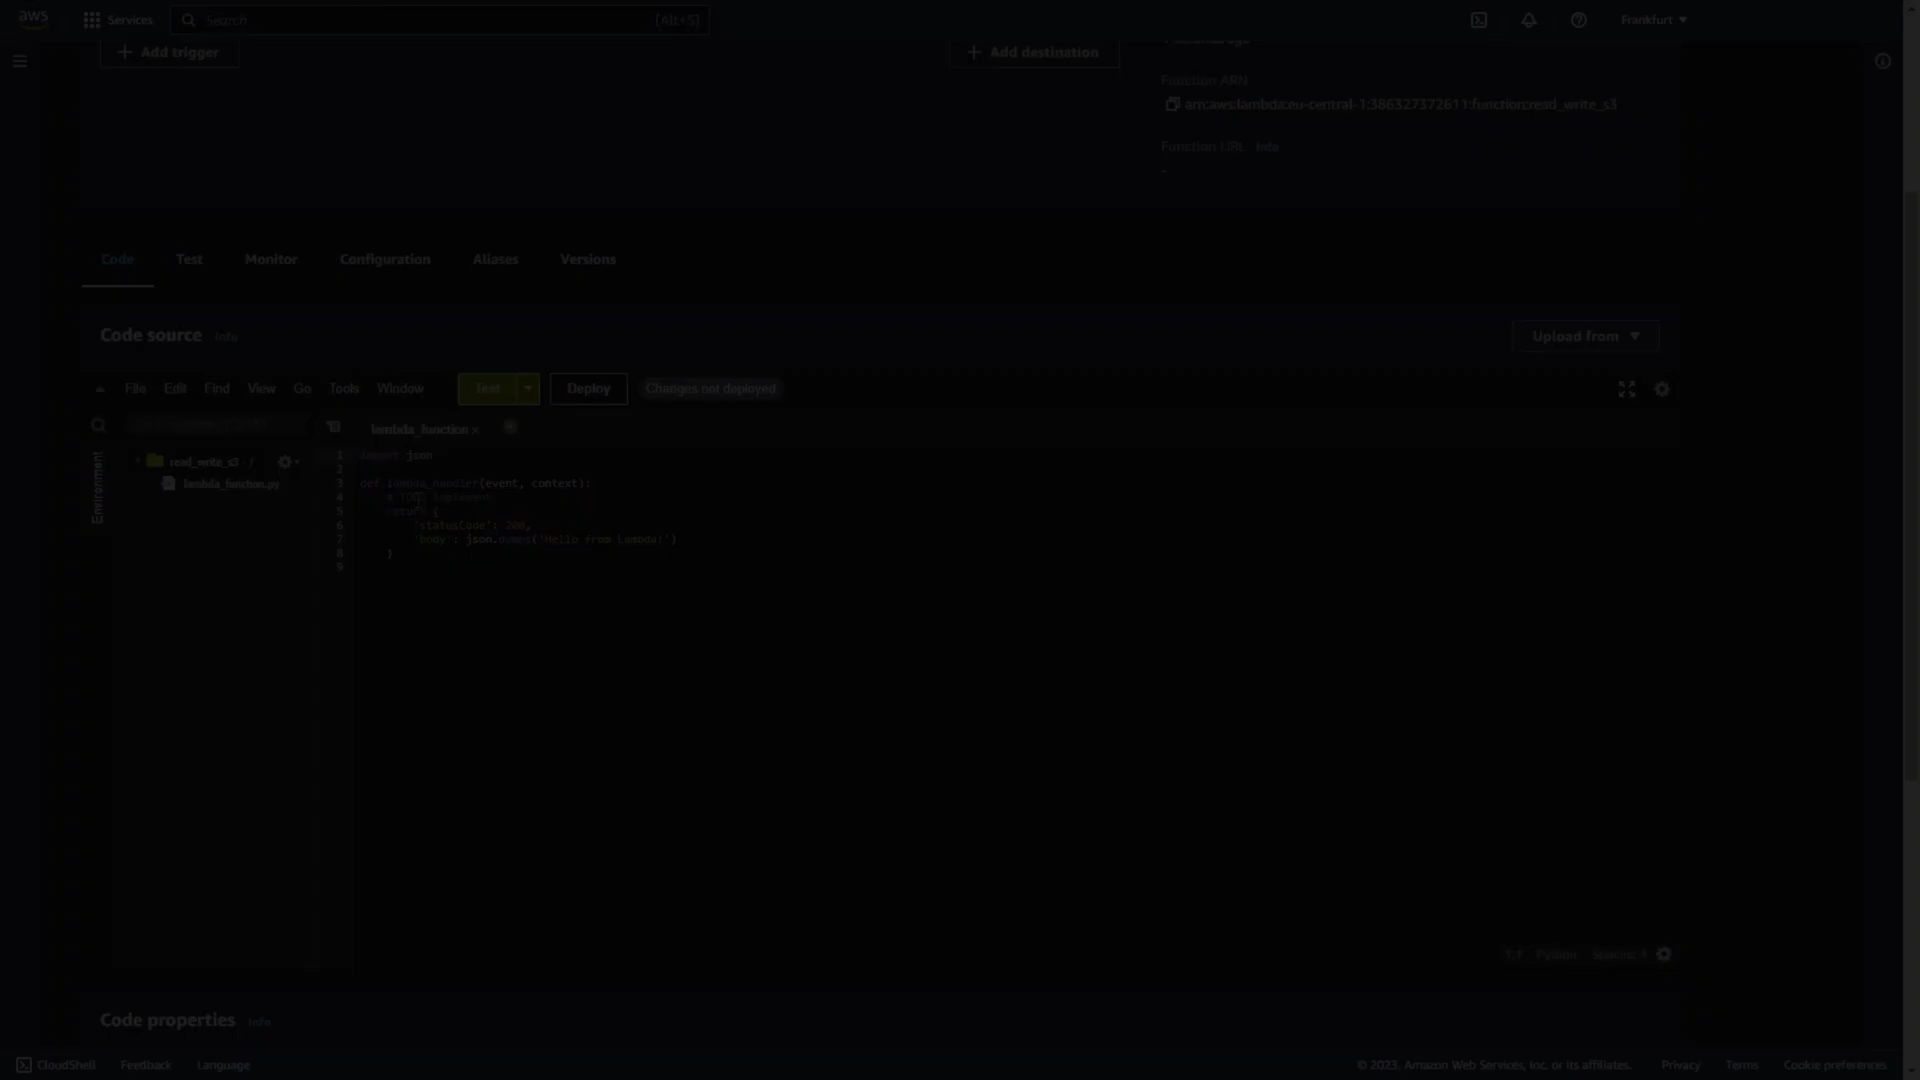 aws Services Search [Alt+S] Frankfurt
Add trigger
Add destination
Function ARN
arn:aws:lambda:eu-central-1:386327372611:function:read_write_s3
Function URL Info
-
Code Test Monitor Configuration Aliases Versions
Code source Info
Upload from
File Edit Find View Go Tools Window Test Deploy Changes not deployed
lambda_function ×
Environment
read_write_s3 - /
lambda_function.py
1 import json
2
3 def lambda_handler(event, context):
4 # TODO implement
5 return {
6 'statusCode': 200,
7 'body': json.dumps('Hello from Lambda!')
8 }
9
1:1 Python Spaces: 4
Code properties Info
CloudShell Feedback Language
© 2023, Amazon Web Services, Inc. or its affiliates. Privacy Terms Cookie preferences